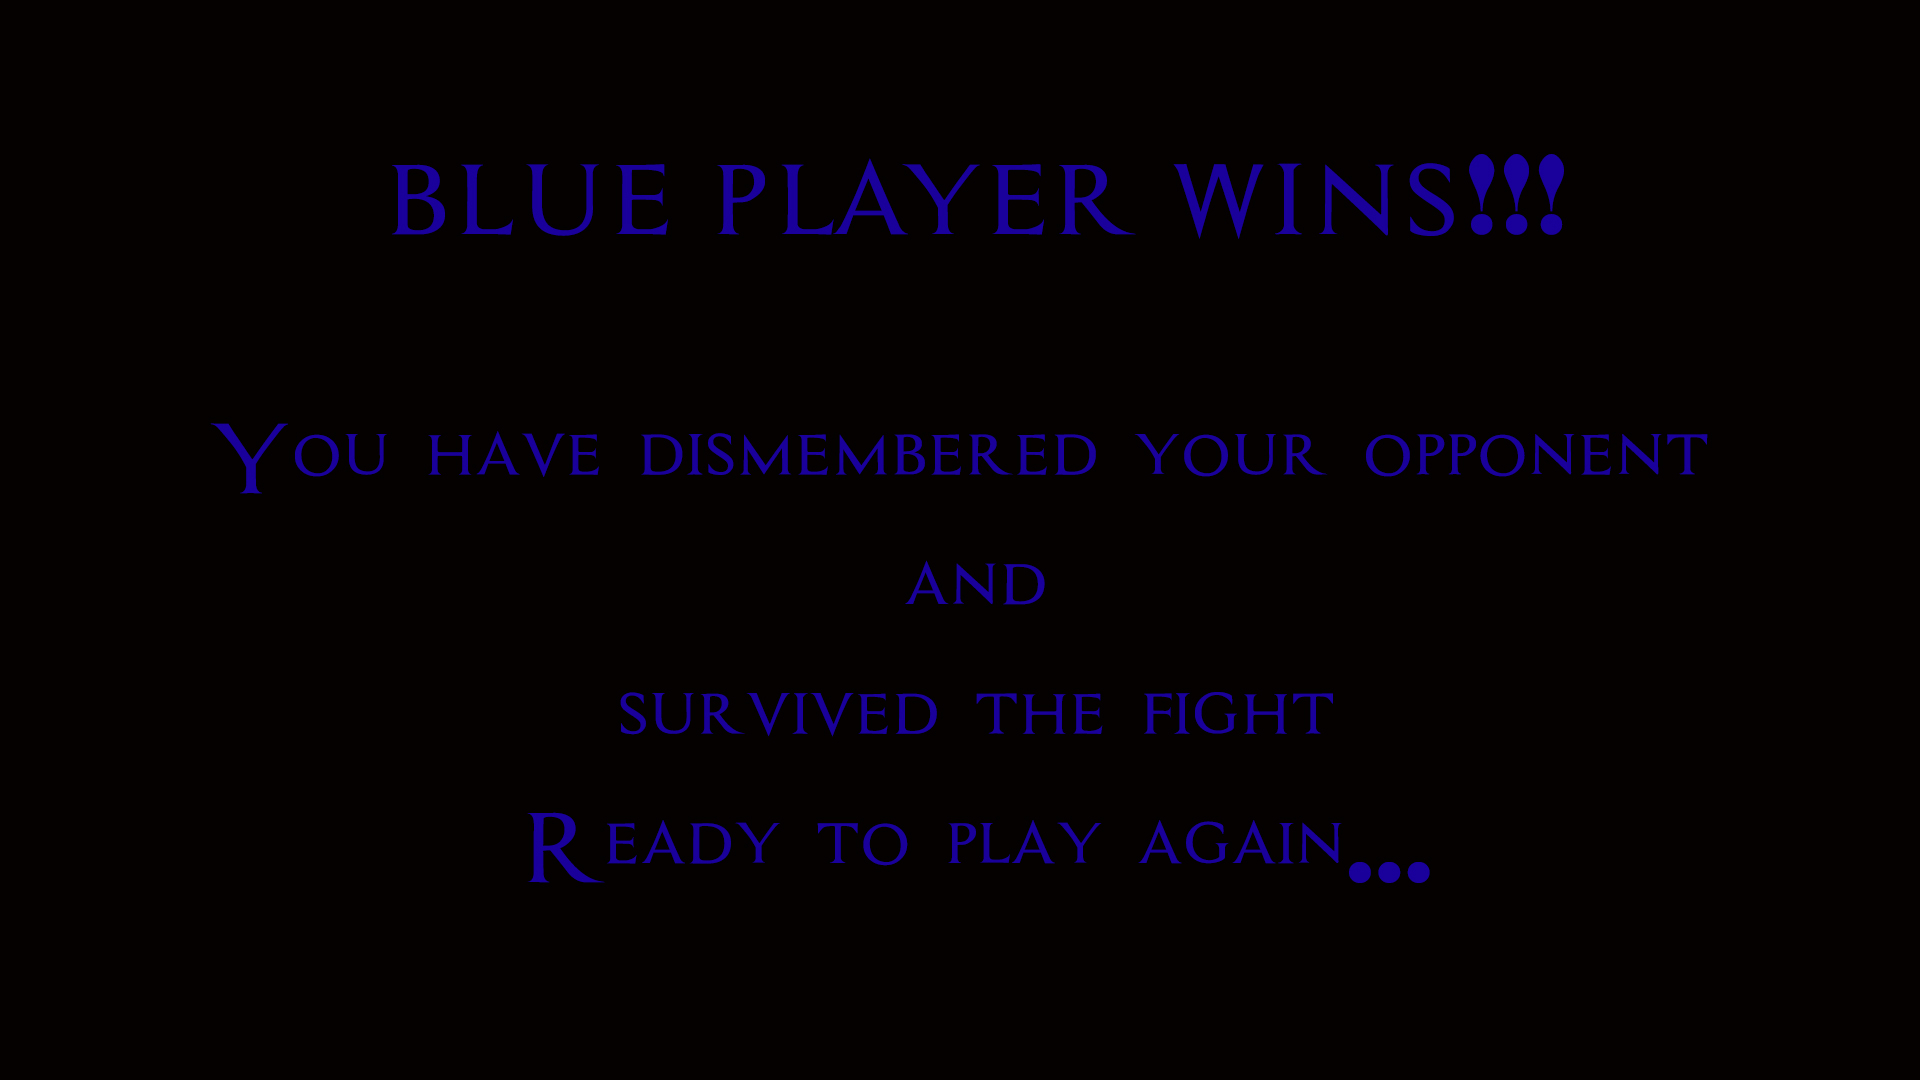 BLUE PLAYER WINS!!!
You have dismembered your opponent
and
survived the fight
Ready to play again...